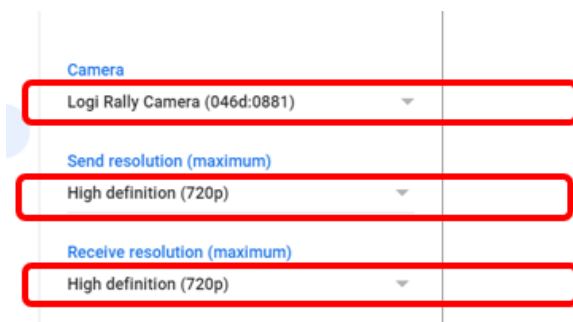 Camera
Logi Rally Camera (046d:0881)
Send resolution (maximum)
High definition (720p)
Receive resolution (maximum)
High definition (720p)